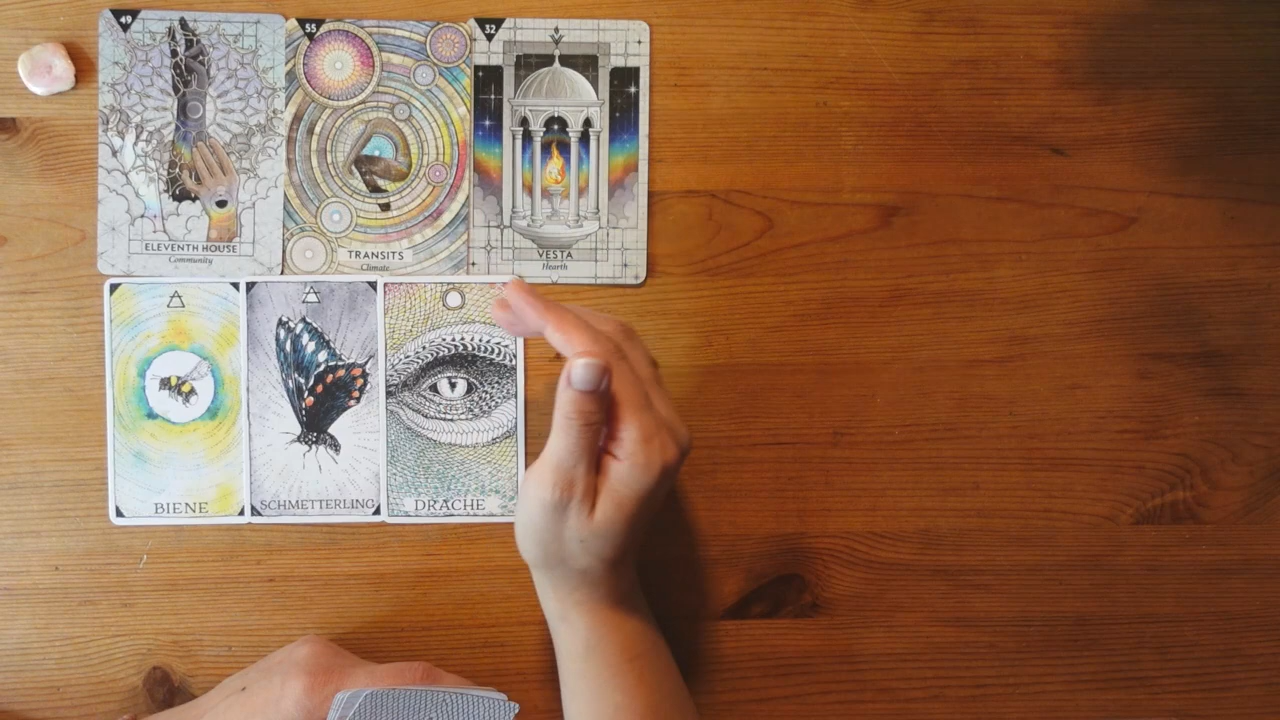 49
ELEVENTH HOUSE
Community
55
TRANSITS
Climate
32
VESTA
Hearth
BIENE
SCHMETTERLING
DRACHE